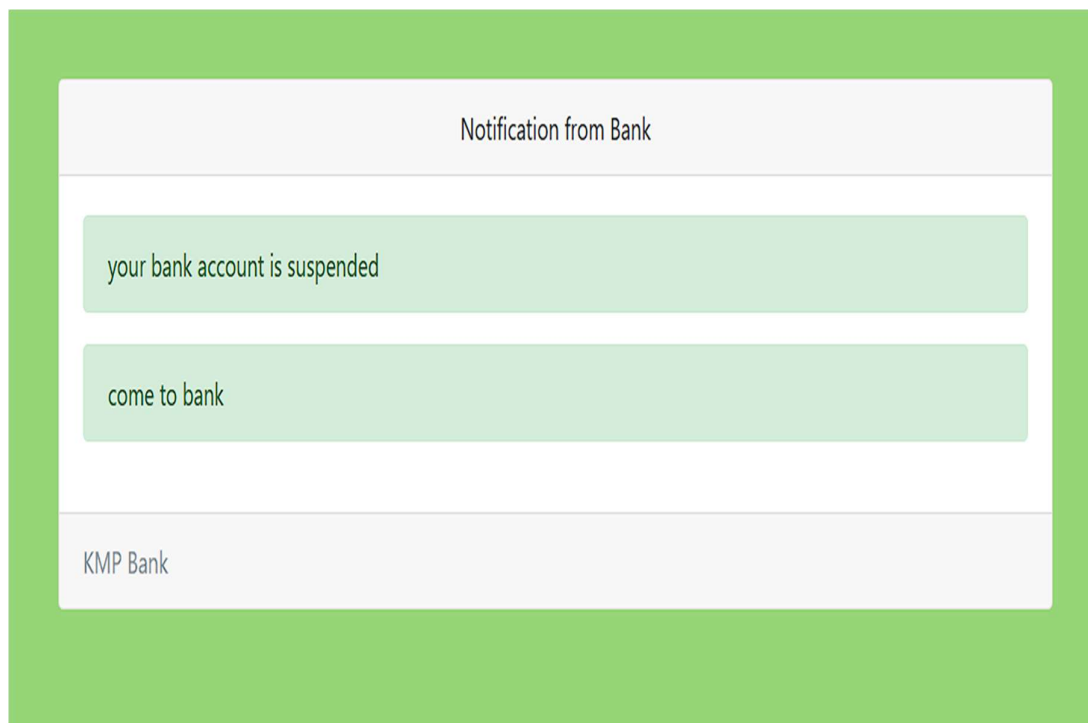 Notification from Bank
your bank account is suspended
come to bank
KMP Bank